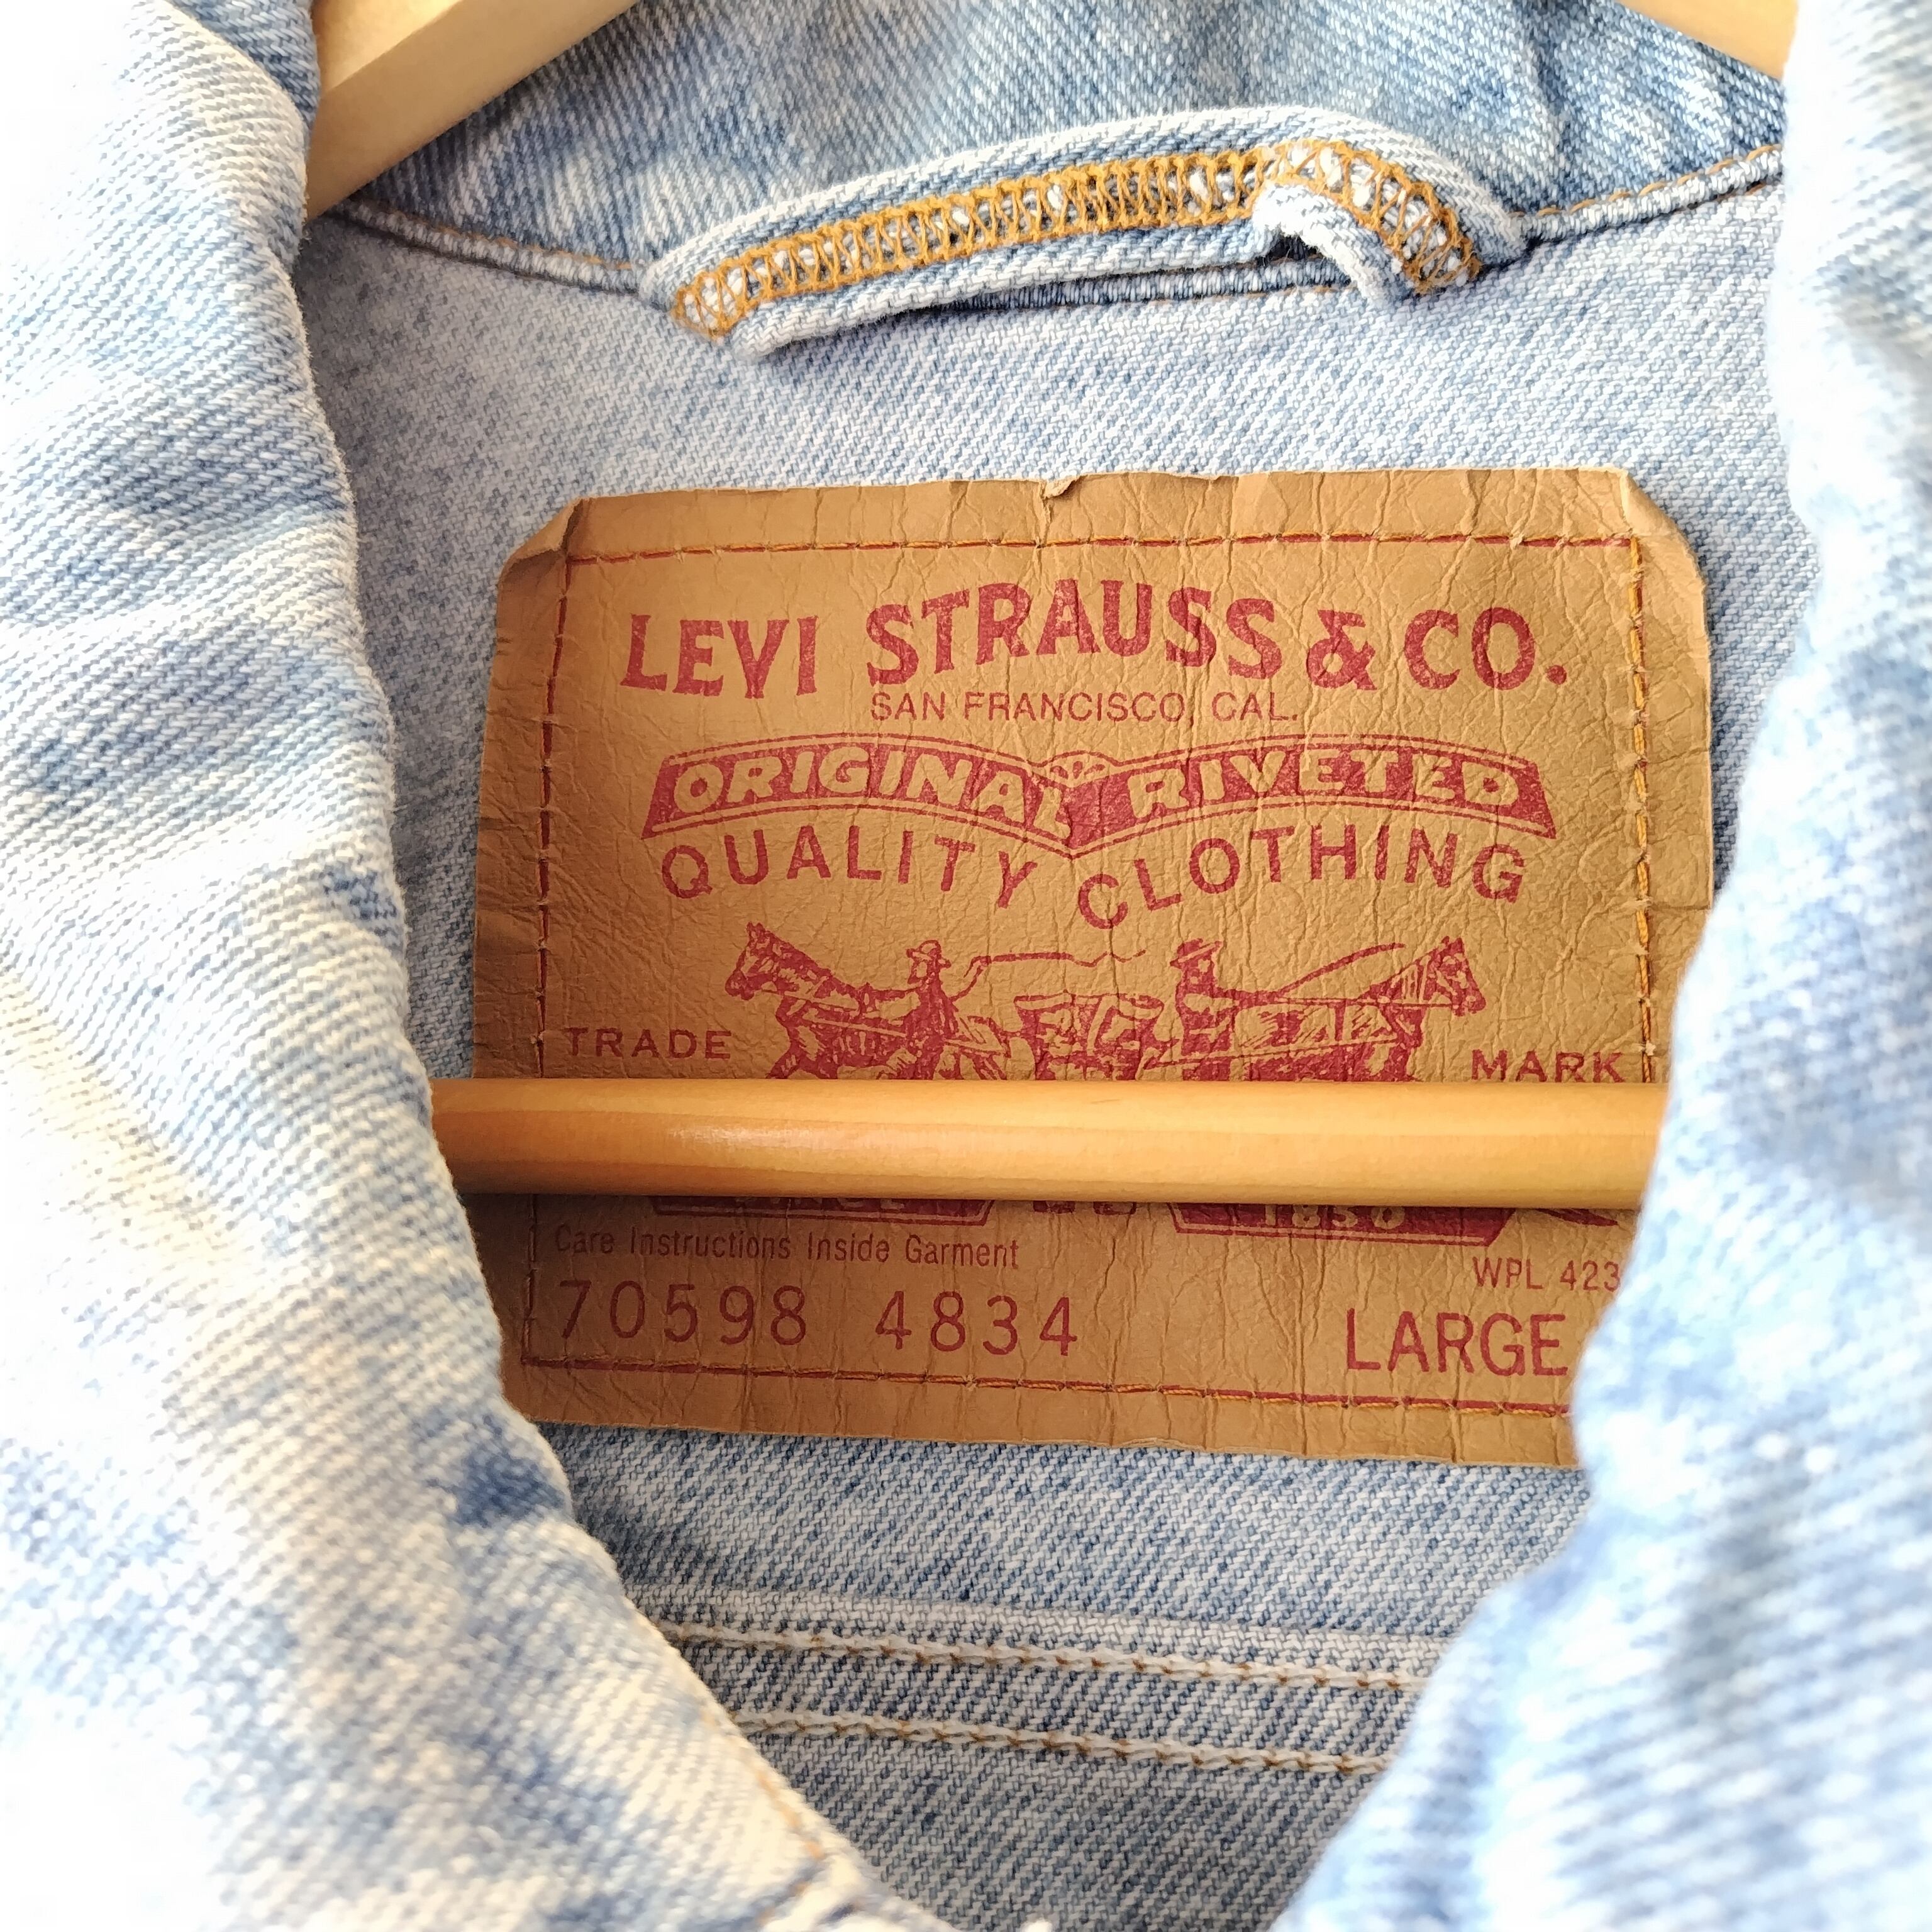 LEVI STRAUSS & CO.
SAN FRANCISCO, CAL.
ORIGINAL RIVETED
QUALITY CLOTHING
TRADE MARK
Care Instructions Inside Garment
WPL 423
70598 4834 LARGE